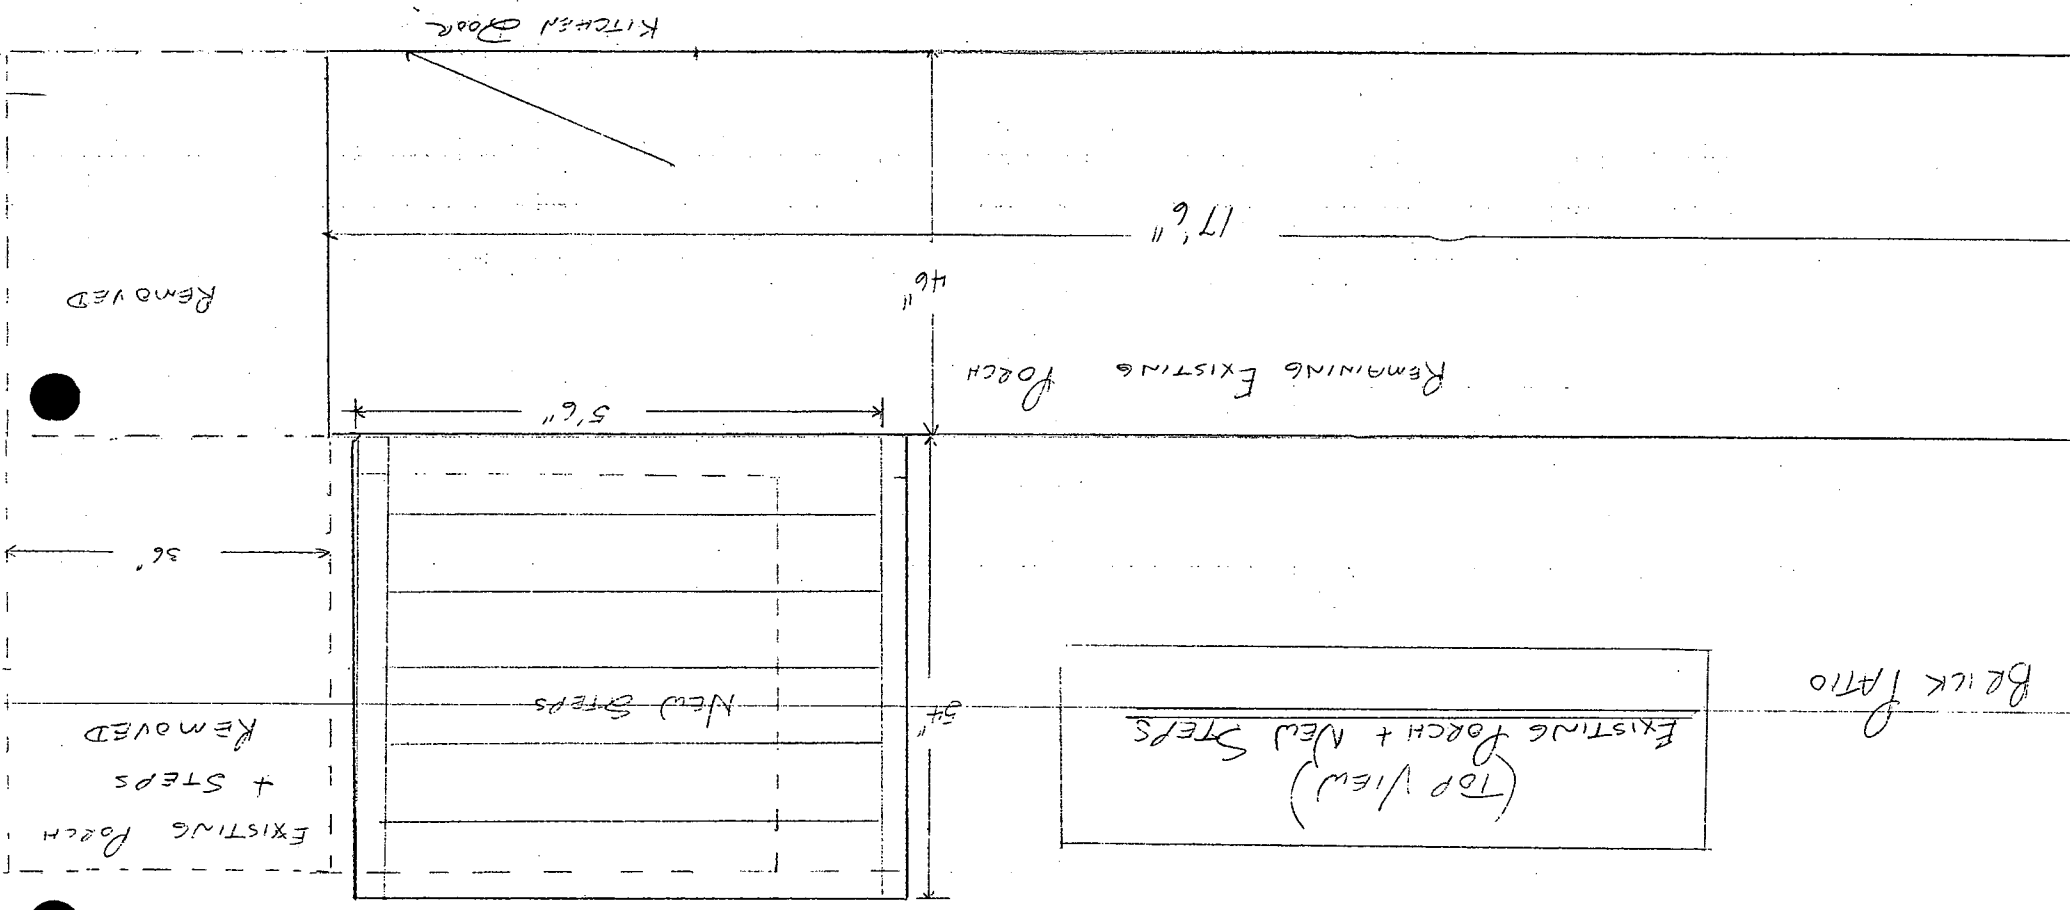 (TOP VIEW)
EXISTING PORCH + NEW STEPS
BRICK PATIO
EXISTING PORCH
+ STEPS
REMOVED
NEW STEPS
54"
36"
5'6"
REMAINING EXISTING PORCH
46"
REMOVED
17'6"
KITCHEN DOOR